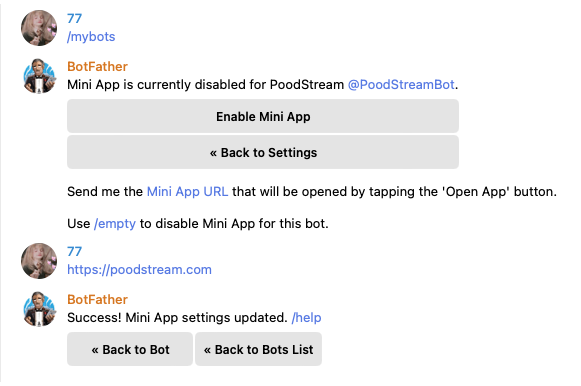 77
/mybots
BotFather
Mini App is currently disabled for PoodStream @PoodStreamBot.
Enable Mini App
« Back to Settings
Send me the Mini App URL that will be opened by tapping the 'Open App' button.
Use /empty to disable Mini App for this bot.
77
https://poodstream.com
BotFather
Success! Mini App settings updated. /help
« Back to Bot
« Back to Bots List